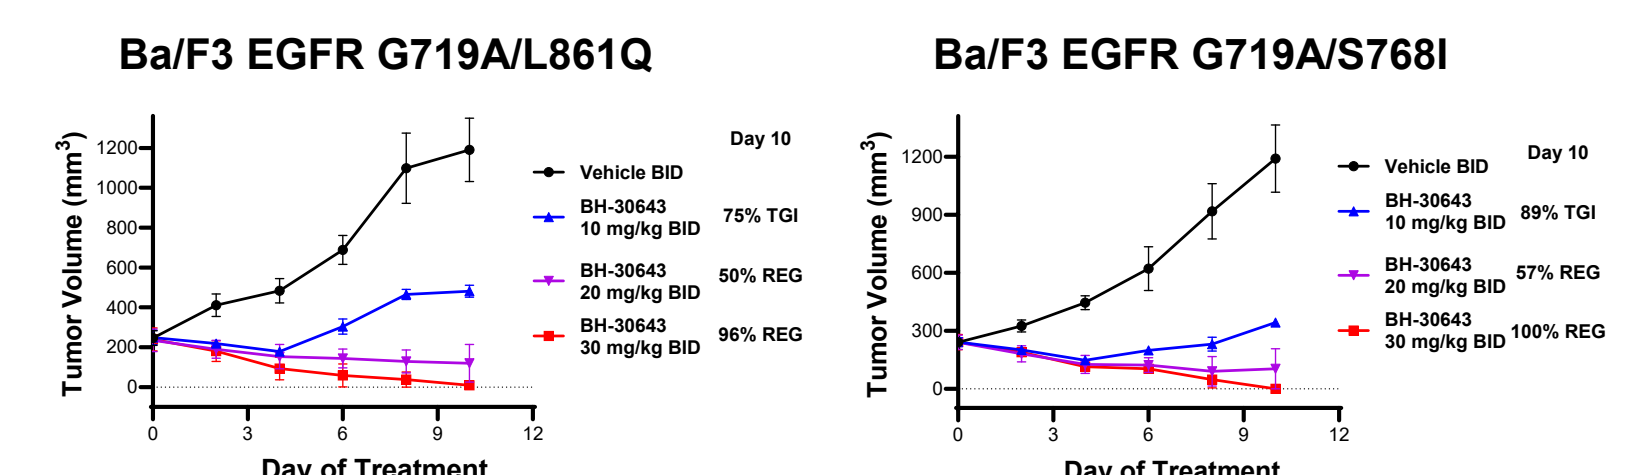 Ba/F3 EGFR G719A/L861Q
Tumor Volume (mm³)
1200
1000
800
600
400
200
0
0 3 6 9 12
Day of Treatment
Day 10
Vehicle BID
BH-30643
10 mg/kg BID 75% TGI
BH-30643
20 mg/kg BID 50% REG
BH-30643
30 mg/kg BID 96% REG
Ba/F3 EGFR G719A/S768I
Tumor Volume (mm³)
1200
900
600
300
0
0 3 6 9 12
Day of Treatment
Day 10
Vehicle BID
BH-30643
10 mg/kg BID 89% TGI
BH-30643
20 mg/kg BID 57% REG
BH-30643
30 mg/kg BID 100% REG